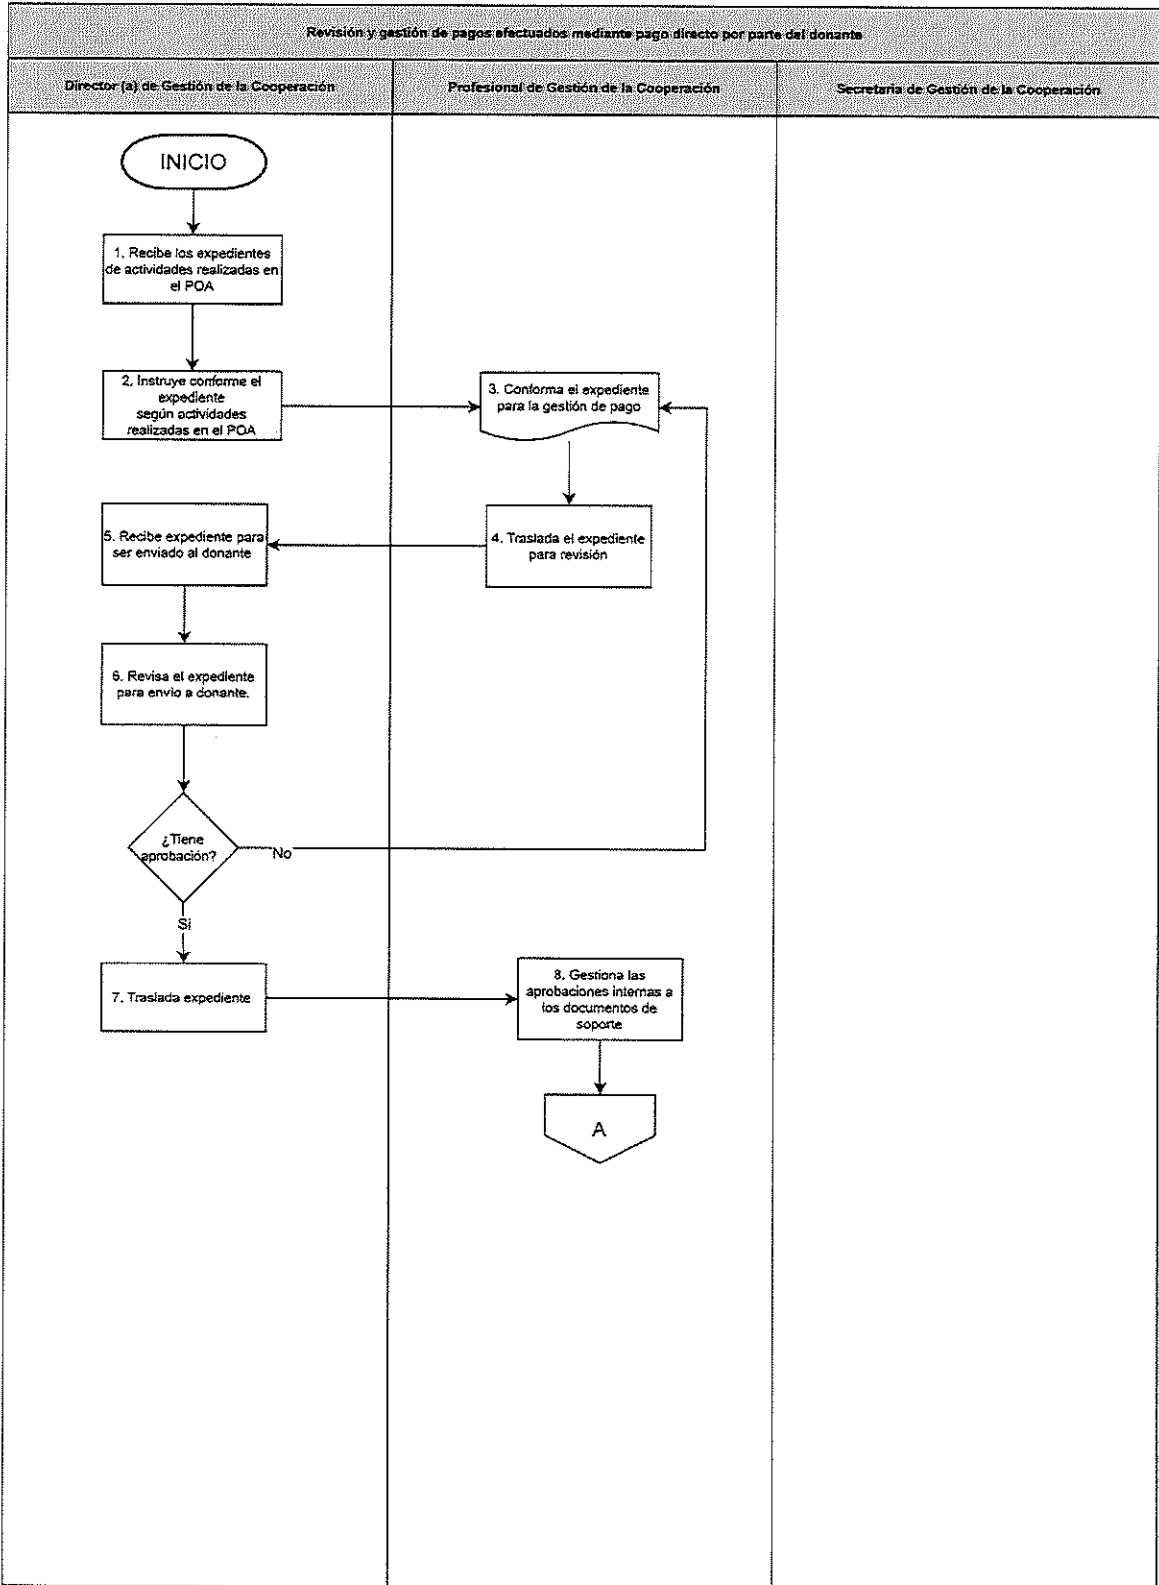 Revisión y gestión de pagos efectuados mediante pago directo por parte del donante
Director (a) de Gestión de la Cooperación
Profesional de Gestión de la Cooperación
Secretaria de Gestión de la Cooperación
INICIO
1. Recibe los expedientes
de actividades realizadas en
el POA
2. Instruye conforme el
expediente
según actividades
realizadas en el POA
3. Conforma el expediente
para la gestión de pago
5. Recibe expediente para
ser enviado al donante
4. Traslada el expediente
para revisión
6. Revisa el expediente
para envio a donante.
¿Tiene
aprobación?
No
Si
7. Traslada expediente
8. Gestiona las
aprobaciones internas a
los documentos de
soporte
A